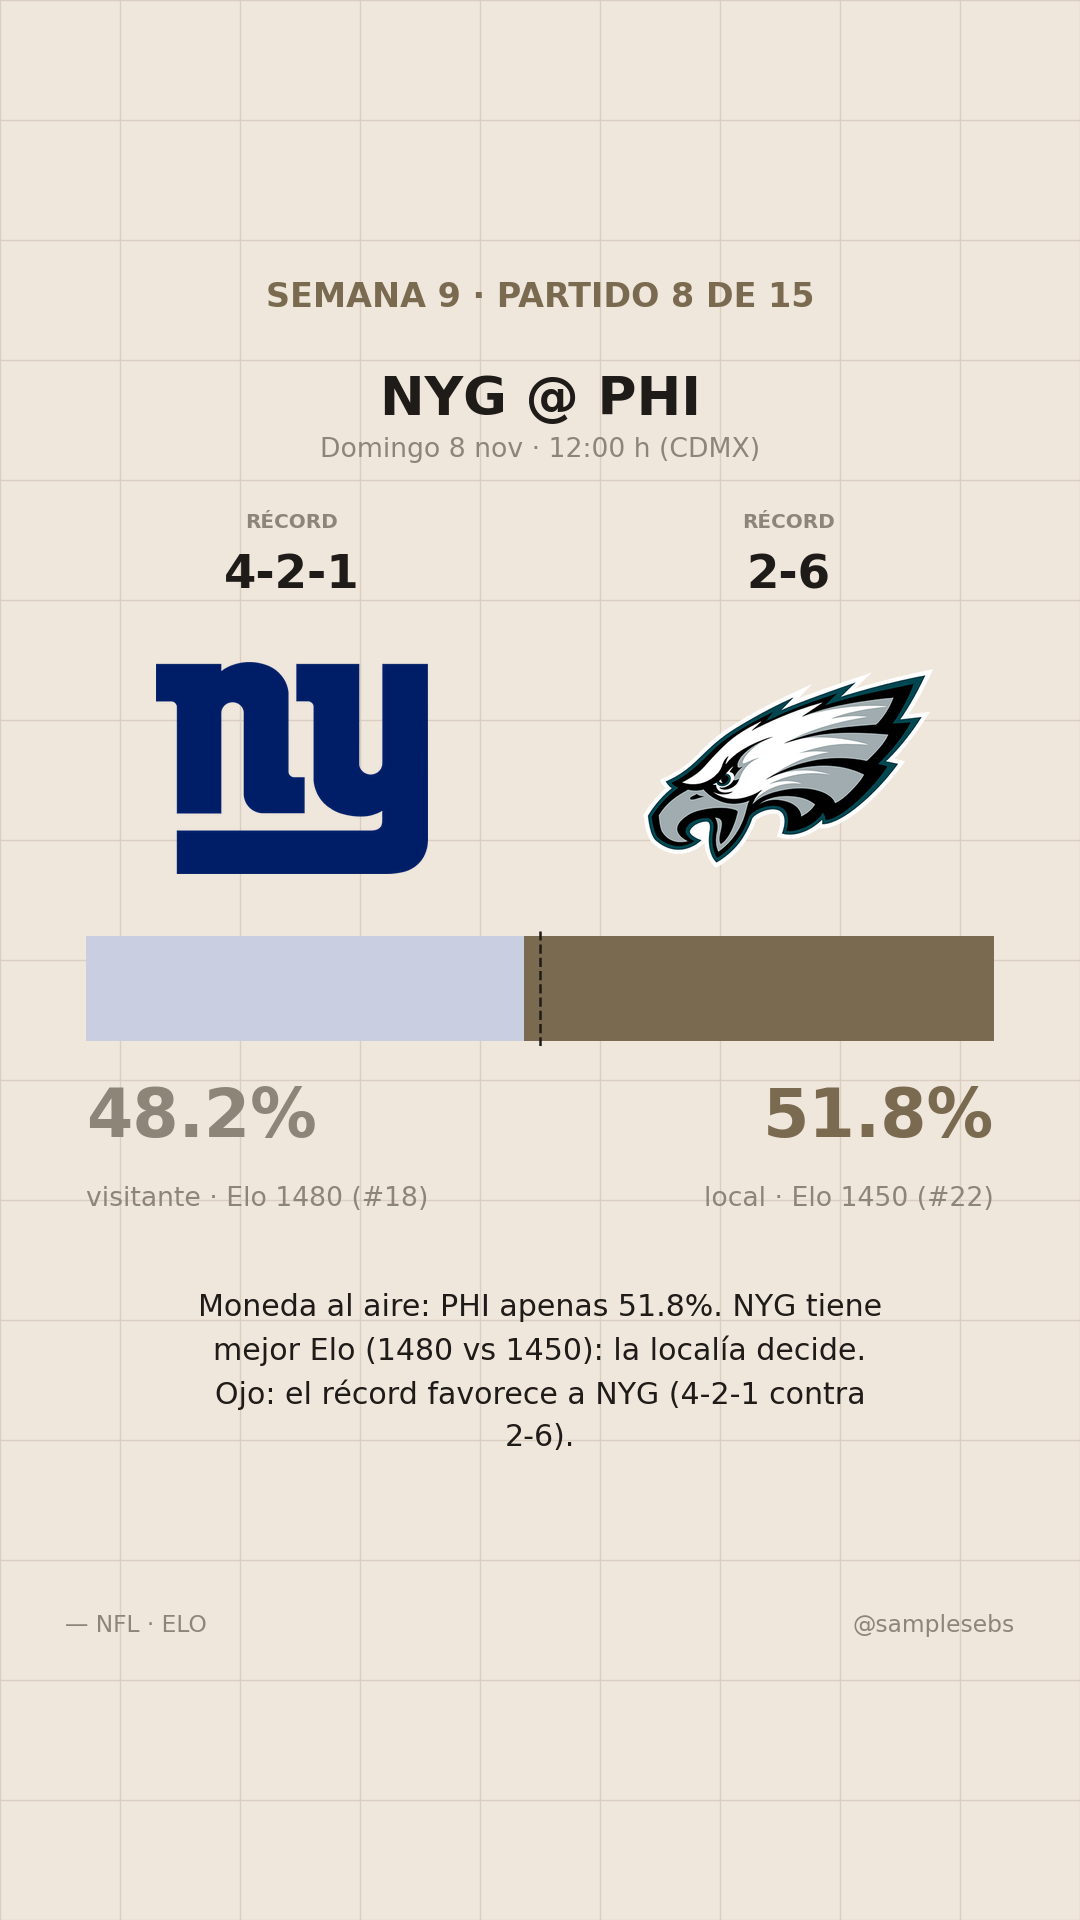 SEMANA 9 · PARTIDO 8 DE 15
NYG @ PHI
Domingo 8 nov · 12:00 h (CDMX)
RÉCORD
4-2-1
RÉCORD
2-6
ny
48.2%
51.8%
visitante · Elo 1480 (#18)
local · Elo 1450 (#22)
Moneda al aire: PHI apenas 51.8%. NYG tiene
mejor Elo (1480 vs 1450): la localía decide.
Ojo: el récord favorece a NYG (4-2-1 contra
2-6).
— NFL · ELO
@samplesebs